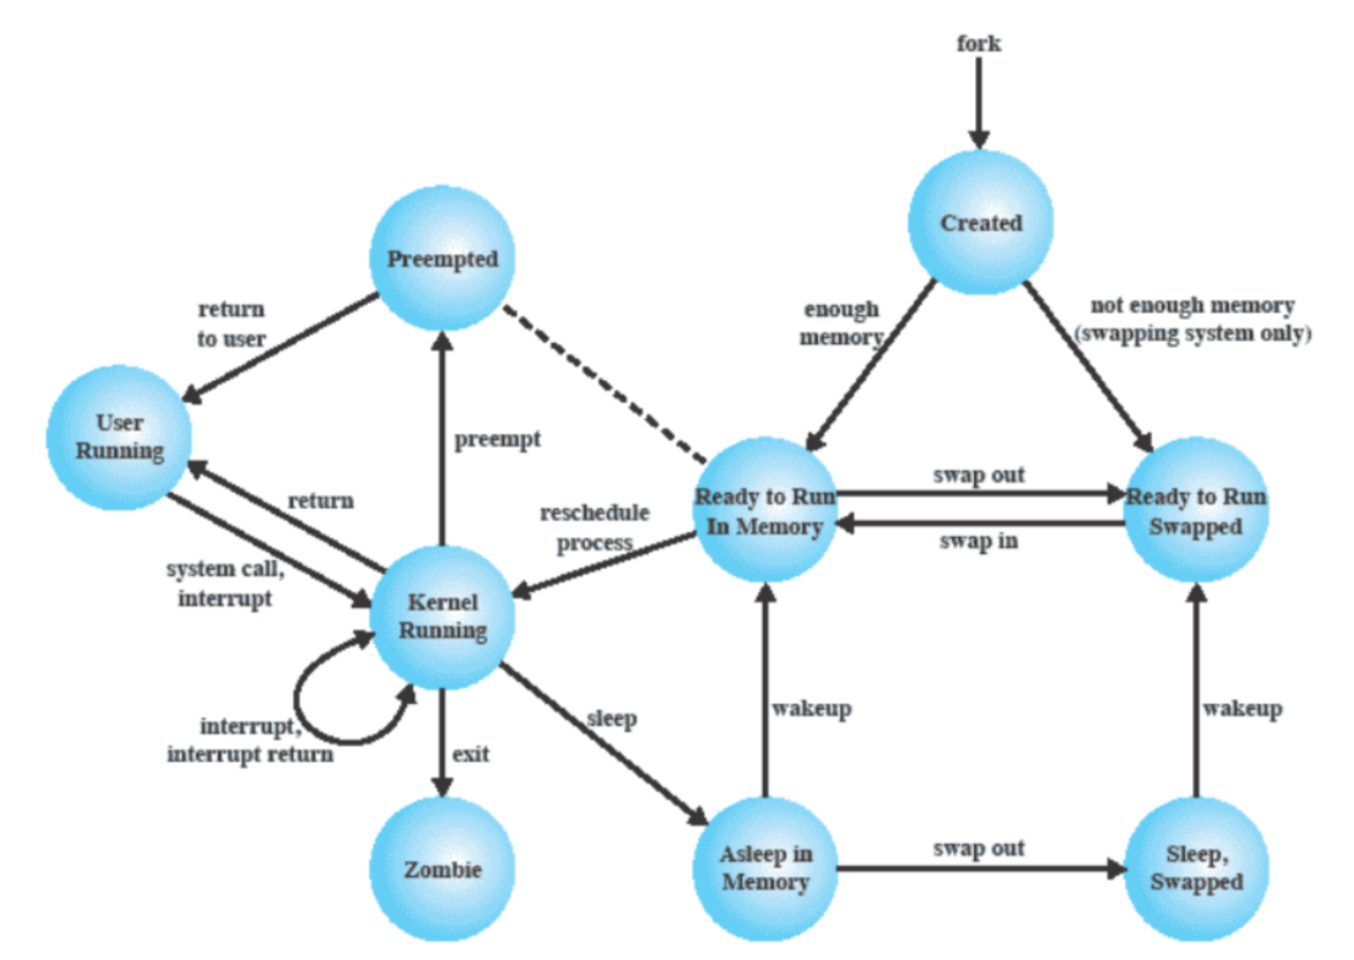 fork
Created
Preempted
return
to user
enough
memory
not enough memory
(swapping system only)
User
Running
preempt
return
swap out
Ready to Run
In Memory
Ready to Run
Swapped
reschedule
process
swap in
system call,
interrupt
Kernel
Running
sleep
wakeup
wakeup
interrupt,
interrupt return
exit
swap out
Zombie
Asleep in
Memory
Sleep,
Swapped